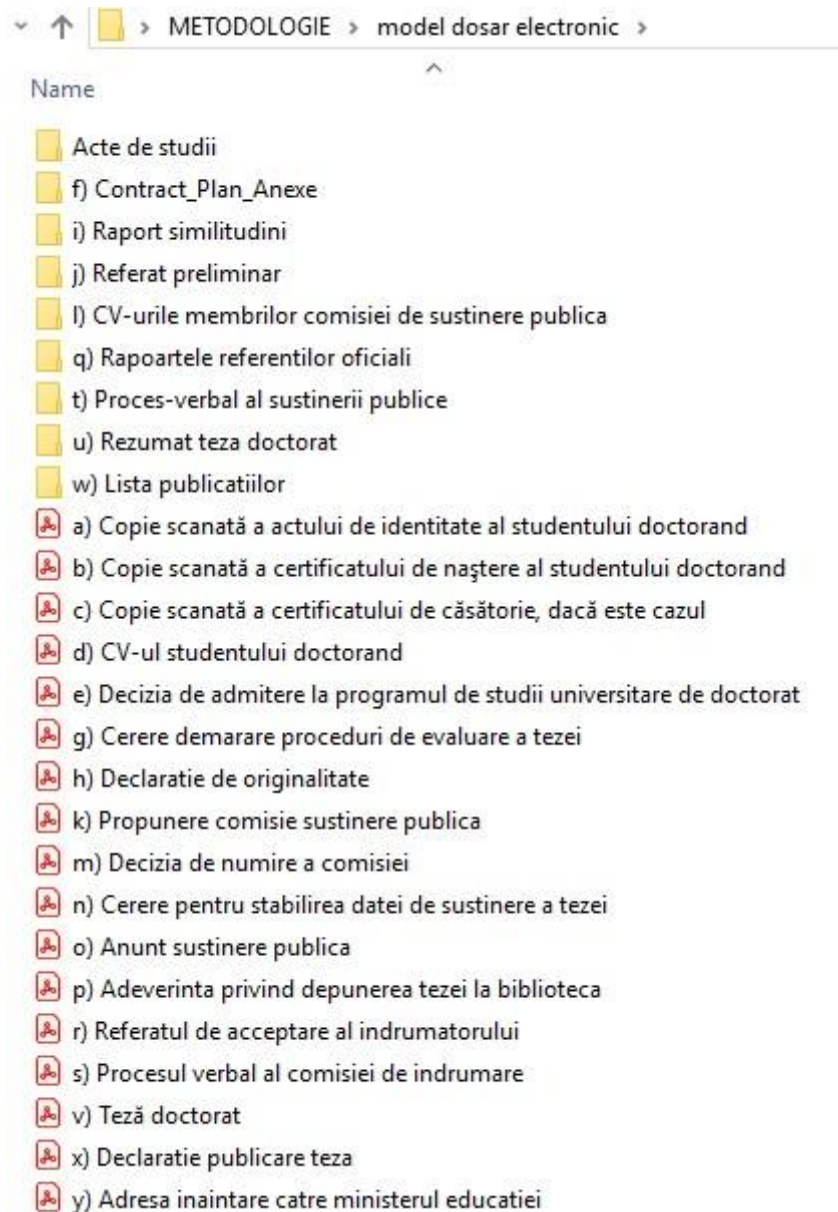 METODOLOGIE > model dosar electronic >
Name
Acte de studii
f) Contract_Plan_Anexe
i) Raport similitudini
j) Referat preliminar
l) CV-urile membrilor comisiei de sustinere publica
q) Rapoartele referentilor oficiali
t) Proces-verbal al sustinerii publice
u) Rezumat teza doctorat
w) Lista publicatiilor
a) Copie scanată a actului de identitate al studentului doctorand
b) Copie scanată a certificatului de naştere al studentului doctorand
c) Copie scanată a certificatului de căsătorie, dacă este cazul
d) CV-ul studentului doctorand
e) Decizia de admitere la programul de studii universitare de doctorat
g) Cerere demarare proceduri de evaluare a tezei
h) Declaratie de originalitate
k) Propunere comisie sustinere publica
m) Decizia de numire a comisiei
n) Cerere pentru stabilirea datei de sustinere a tezei
o) Anunt sustinere publica
p) Adeverinta privind depunerea tezei la biblioteca
r) Referatul de acceptare al indrumatorului
s) Procesul verbal al comisiei de indrumare
v) Teză doctorat
x) Declaratie publicare teza
y) Adresa inaintare catre ministerul educatiei